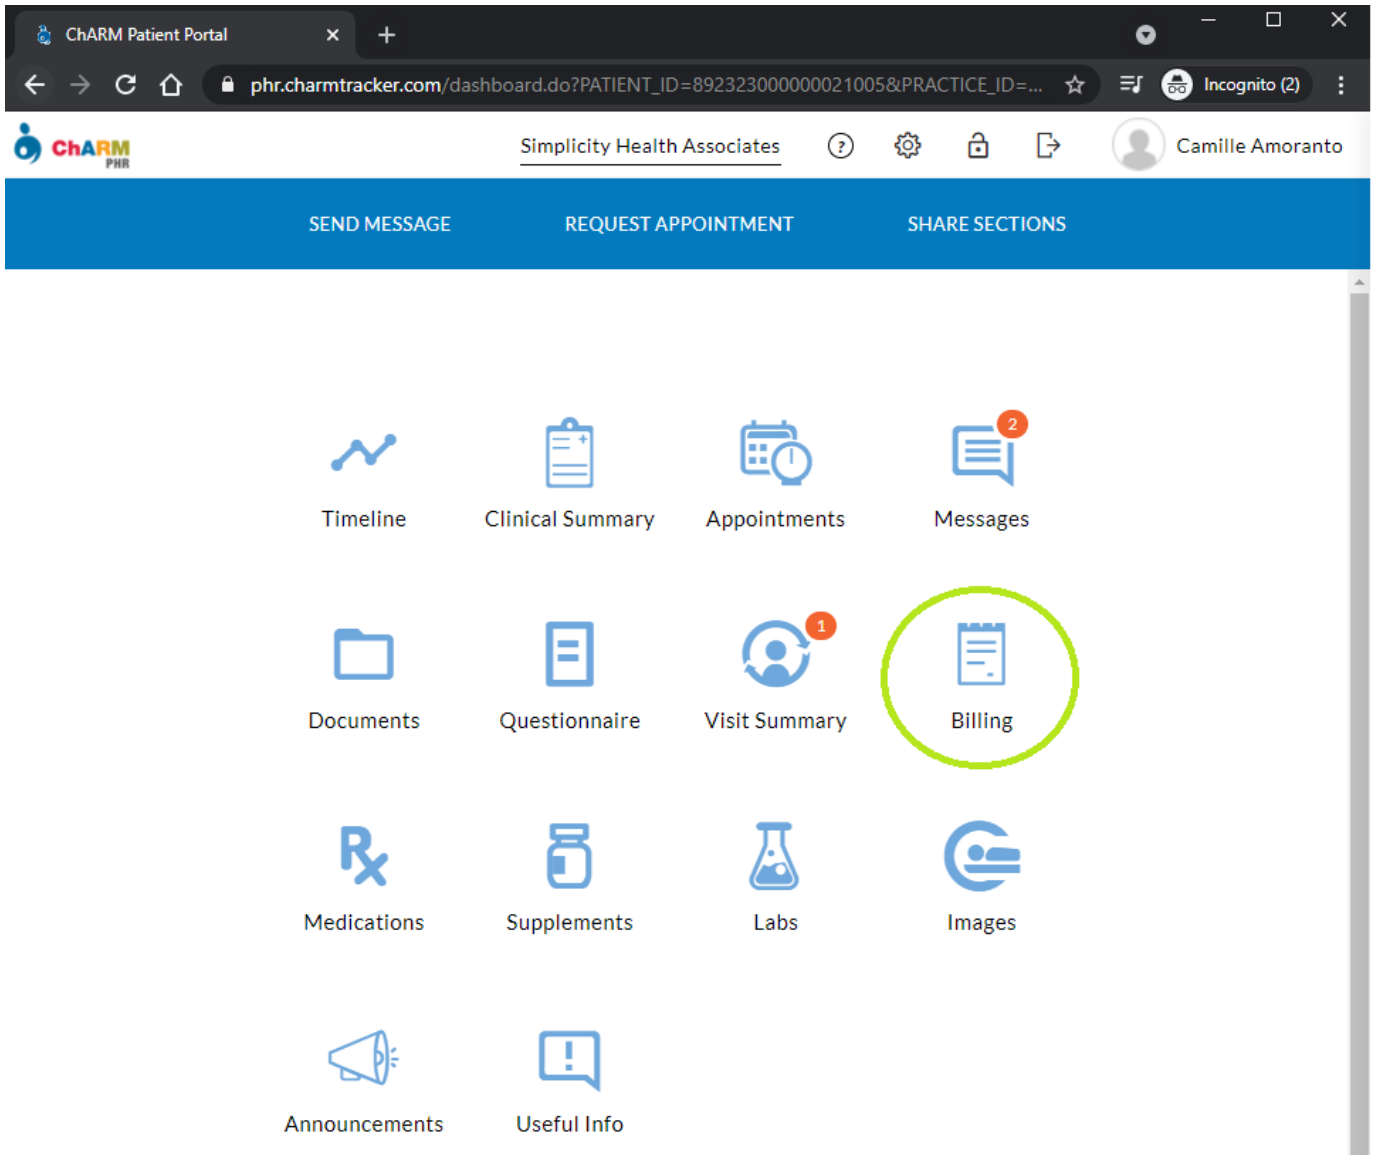 ChARM Patient Portal
phr.charmtracker.com/dashboard.do?PATIENT_ID=892323000000021005&PRACTICE_ID=...
Incognito (2)
ChARM
PHR
Simplicity Health Associates
?
Camille Amoranto
SEND MESSAGE REQUEST APPOINTMENT SHARE SECTIONS
2
Timeline Clinical Summary Appointments Messages
1
Documents Questionnaire Visit Summary Billing
Rx
Medications Supplements Labs Images
!
Announcements Useful Info